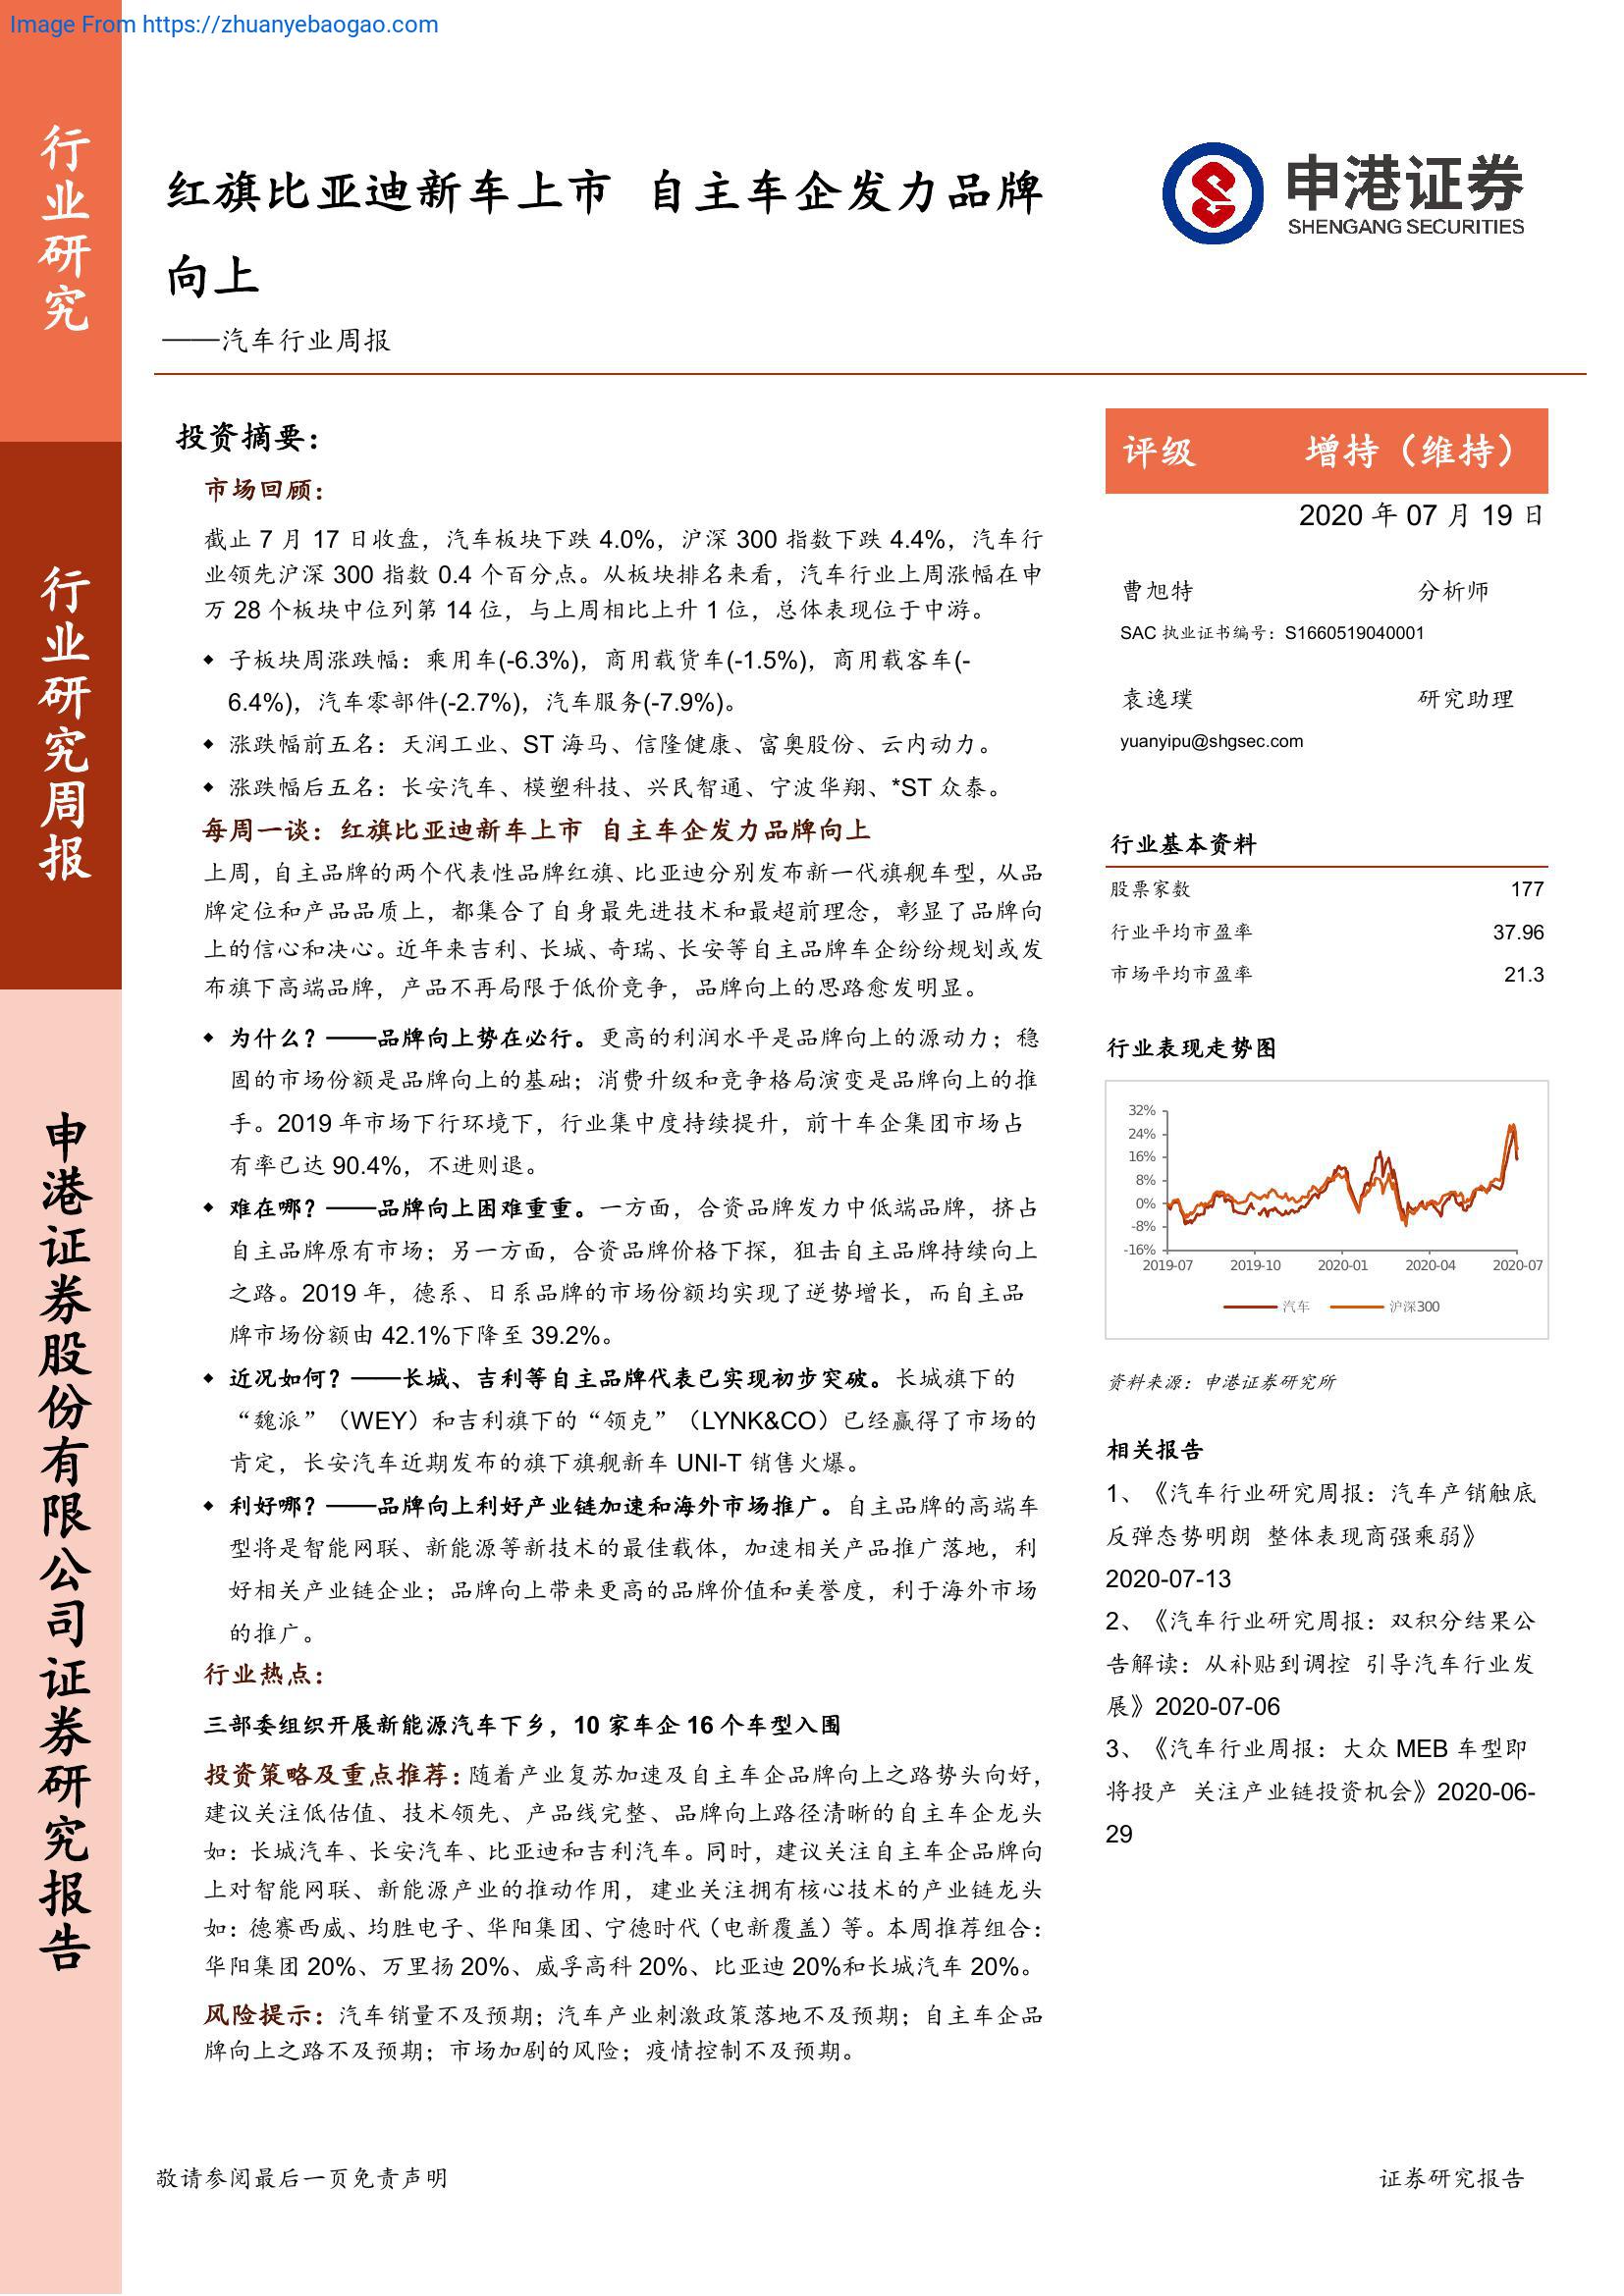 Image From https://zhuanyebaogao.com
行业研究
行业研究周报
申港证券股份有限公司证券研究报告
红旗比亚迪新车上市 自主车企发力品牌
向上
——汽车行业周报
申港证券
SHENGANG SECURITIES
投资摘要：
市场回顾：
截止 7 月 17 日收盘，汽车板块下跌 4.0%，沪深 300 指数下跌 4.4%，汽车行
业领先沪深 300 指数 0.4 个百分点。从板块排名来看，汽车行业上周涨幅在申
万 28 个板块中位列第 14 位，与上周相比上升 1 位，总体表现位于中游。
◆ 子板块周涨跌幅：乘用车(-6.3%)，商用载货车(-1.5%)，商用载客车(-
6.4%)，汽车零部件(-2.7%)，汽车服务(-7.9%)。
◆ 涨跌幅前五名：天润工业、ST 海马、信隆健康、富奥股份、云内动力。
◆ 涨跌幅后五名：长安汽车、模塑科技、兴民智通、宁波华翔、*ST 众泰。
每周一谈：红旗比亚迪新车上市 自主车企发力品牌向上
上周，自主品牌的两个代表性品牌红旗、比亚迪分别发布新一代旗舰车型，从品
牌定位和产品品质上，都集合了自身最先进技术和最超前理念，彰显了品牌向
上的信心和决心。近年来吉利、长城、奇瑞、长安等自主品牌车企纷纷规划或发
布旗下高端品牌，产品不再局限于低价竞争，品牌向上的思路愈发明显。
◆ 为什么？——品牌向上势在必行。更高的利润水平是品牌向上的源动力；稳
固的市场份额是品牌向上的基础；消费升级和竞争格局演变是品牌向上的推
手。2019 年市场下行环境下，行业集中度持续提升，前十车企集团市场占
有率已达 90.4%，不进则退。
◆ 难在哪？——品牌向上困难重重。一方面，合资品牌发力中低端品牌，挤占
自主品牌原有市场；另一方面，合资品牌价格下探，狙击自主品牌持续向上
之路。2019 年，德系、日系品牌的市场份额均实现了逆势增长，而自主品
牌市场份额由 42.1%下降至 39.2%。
◆ 近况如何？——长城、吉利等自主品牌代表已实现初步突破。长城旗下的
“魏派”（WEY）和吉利旗下的“领克”（LYNK&CO）已经赢得了市场的
肯定，长安汽车近期发布的旗下旗舰新车 UNI-T 销售火爆。
◆ 利好哪？——品牌向上利好产业链加速和海外市场推广。自主品牌的高端车
型将是智能网联、新能源等新技术的最佳载体，加速相关产品推广落地，利
好相关产业链企业；品牌向上带来更高的品牌价值和美誉度，利于海外市场
的推广。
行业热点：
三部委组织开展新能源汽车下乡，10 家车企 16 个车型入围
投资策略及重点推荐：随着产业复苏加速及自主车企品牌向上之路势头向好，
建议关注低估值、技术领先、产品线完整、品牌向上路径清晰的自主车企龙头
如：长城汽车、长安汽车、比亚迪和吉利汽车。同时，建议关注自主车企品牌向
上对智能网联、新能源产业的推动作用，建业关注拥有核心技术的产业链龙头
如：德赛西威、均胜电子、华阳集团、宁德时代（电新覆盖）等。本周推荐组合：
华阳集团 20%、万里扬 20%、威孚高科 20%、比亚迪 20%和长城汽车 20%。
风险提示：汽车销量不及预期；汽车产业刺激政策落地不及预期；自主车企品
牌向上之路不及预期；市场加剧的风险；疫情控制不及预期。
评级 增持（维持）
2020 年 07 月 19 日
曹旭特 分析师
SAC 执业证书编号：S1660519040001
袁逸璞 研究助理
yuanyipu@shgsec.com
行业基本资料
股票家数 177
行业平均市盈率 37.96
市场平均市盈率 21.3
行业表现走势图
32%
24%
16%
8%
0%
-8%
-16%
2019-07 2019-10 2020-01 2020-04 2020-07
汽车 沪深300
资料来源：申港证券研究所
相关报告
1、《汽车行业研究周报：汽车产销触底
反弹态势明朗 整体表现商强乘弱》
2020-07-13
2、《汽车行业研究周报：双积分结果公
告解读：从补贴到调控 引导汽车行业发
展》2020-07-06
3、《汽车行业周报：大众 MEB 车型即
将投产 关注产业链投资机会》2020-06-
29
敬请参阅最后一页免责声明 证券研究报告